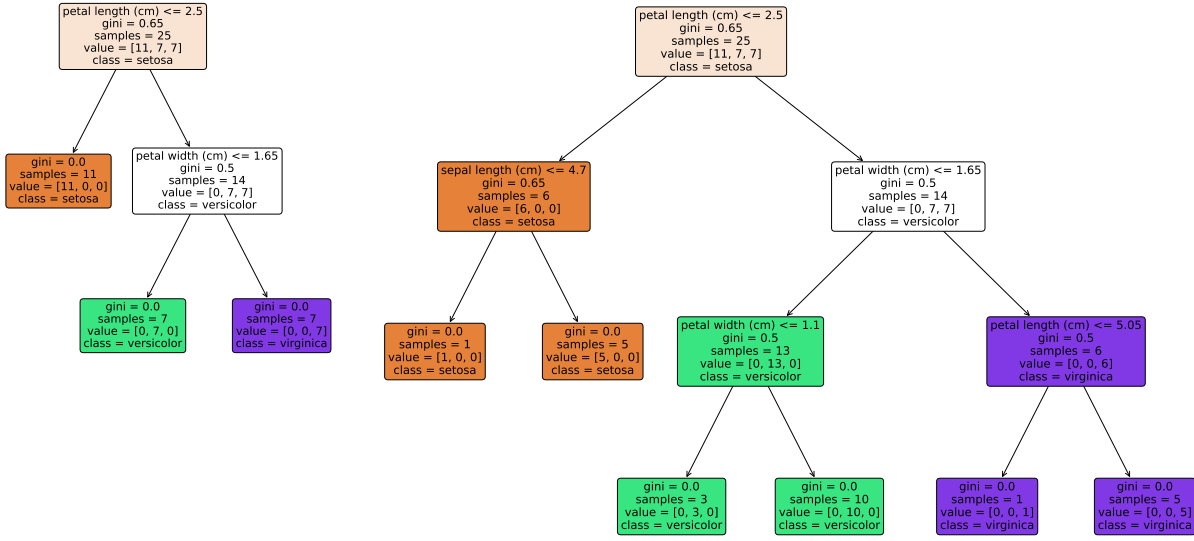 petal length (cm) <= 2.5
gini = 0.65
samples = 25
value = [11, 7, 7]
class = setosa
gini = 0.0
samples = 11
value = [11, 0, 0]
class = setosa
petal width (cm) <= 1.65
gini = 0.5
samples = 14
value = [0, 7, 7]
class = versicolor
gini = 0.0
samples = 7
value = [0, 7, 0]
class = versicolor
gini = 0.0
samples = 7
value = [0, 0, 7]
class = virginica
petal length (cm) <= 2.5
gini = 0.65
samples = 25
value = [11, 7, 7]
class = setosa
sepal length (cm) <= 4.7
gini = 0.65
samples = 6
value = [6, 0, 0]
class = setosa
petal width (cm) <= 1.65
gini = 0.5
samples = 14
value = [0, 7, 7]
class = versicolor
gini = 0.0
samples = 1
value = [1, 0, 0]
class = setosa
gini = 0.0
samples = 5
value = [5, 0, 0]
class = setosa
petal width (cm) <= 1.1
gini = 0.5
samples = 13
value = [0, 13, 0]
class = versicolor
petal length (cm) <= 5.05
gini = 0.5
samples = 6
value = [0, 0, 6]
class = virginica
gini = 0.0
samples = 3
value = [0, 3, 0]
class = versicolor
gini = 0.0
samples = 10
value = [0, 10, 0]
class = versicolor
gini = 0.0
samples = 1
value = [0, 0, 1]
class = virginica
gini = 0.0
samples = 5
value = [0, 0, 5]
class = virginica